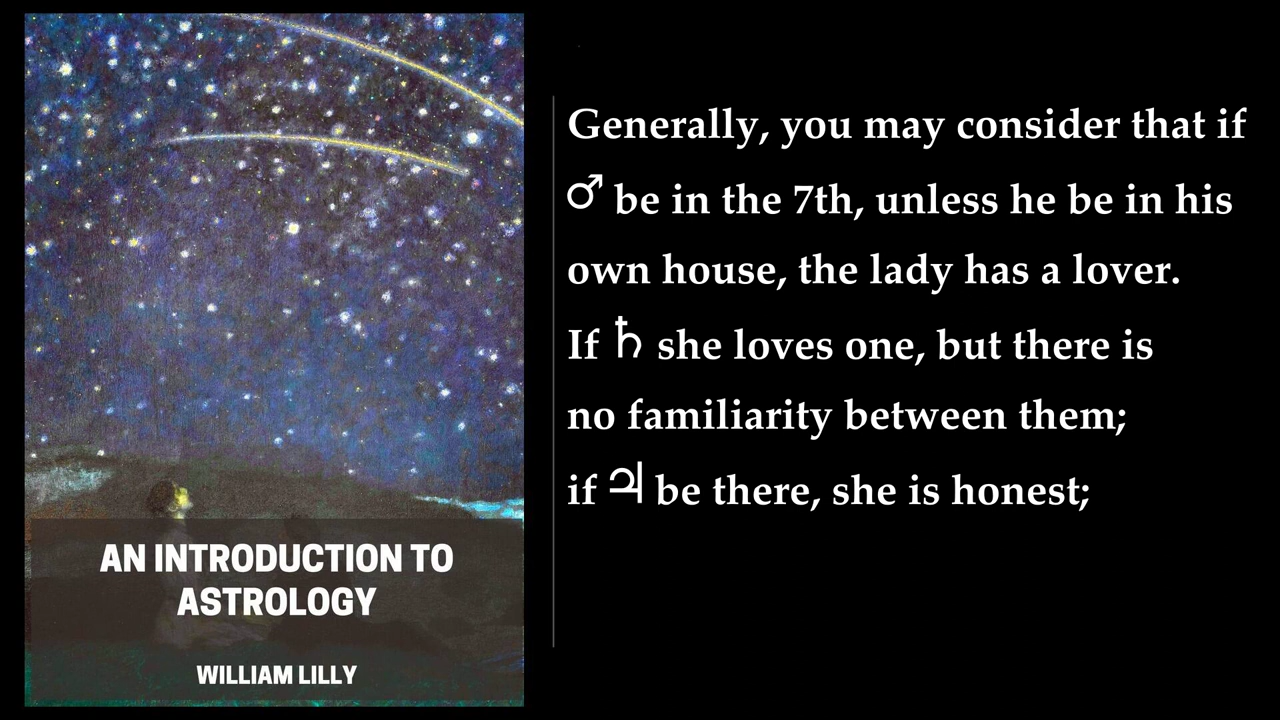 AN INTRODUCTION TO
ASTROLOGY
WILLIAM LILLY
Generally, you may consider that if
♂ be in the 7th, unless he be in his
own house, the lady has a lover.
If ♄ she loves one, but there is
no familiarity between them;
if ♃ be there, she is honest;